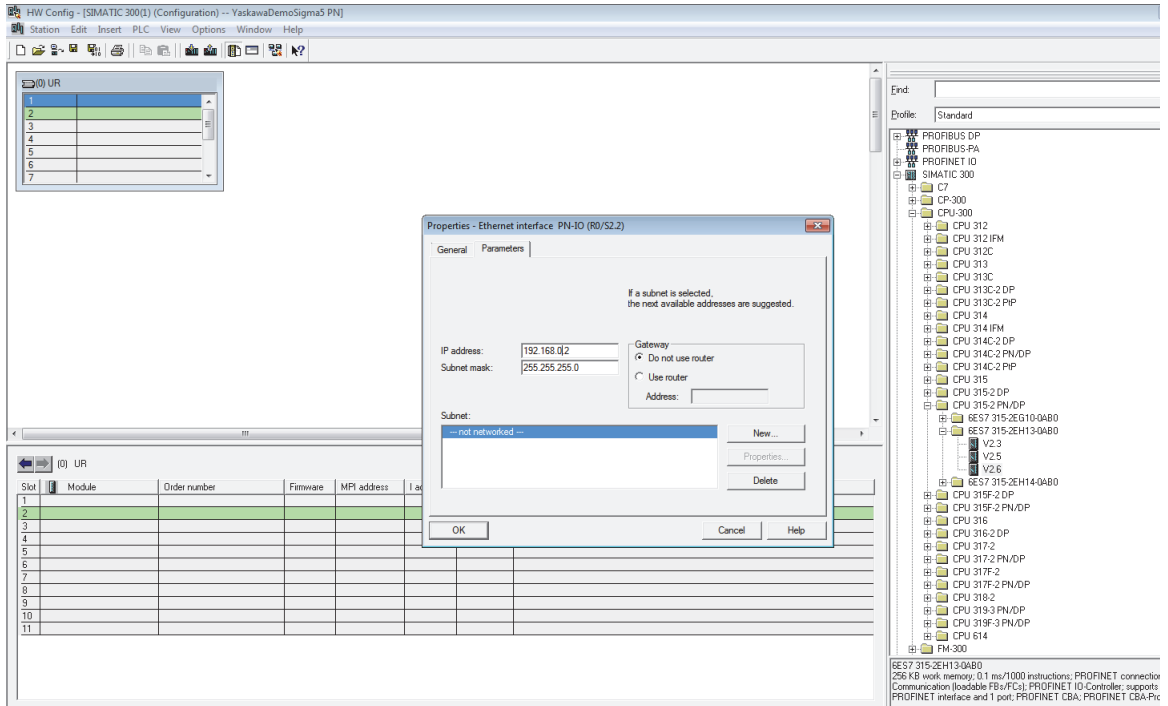 HW Config - [SIMATIC 300(1) (Configuration) -- YaskawaDemoSigma5 PN]
Station Edit Insert PLC View Options Window Help
(0) UR
1
2
3
4
5
6
7
Properties - Ethernet interface PN-IO (R0/S2.2)
General Parameters
If a subnet is selected,
the next available addresses are suggested.
IP address: 192.168.0.2
Subnet mask: 255.255.255.0
Gateway
Do not use router
Use router
Address:
Subnet:
--- not networked ---
New...
Properties...
Delete
OK Cancel Help
(0) UR
Slot Module Order number Firmware MPI address I ad
1
2
3
4
5
6
7
8
9
10
11
Find:
Profile: Standard
PROFIBUS DP
PROFIBUS-PA
PROFINET IO
SIMATIC 300
C7
CP-300
CPU-300
CPU 312
CPU 312 IFM
CPU 312C
CPU 313
CPU 313C
CPU 313C-2 DP
CPU 313C-2 PtP
CPU 314
CPU 314 IFM
CPU 314C-2 DP
CPU 314C-2 PN/DP
CPU 314C-2 PtP
CPU 315
CPU 315-2 DP
CPU 315-2 PN/DP
6ES7 315-2EG10-0AB0
6ES7 315-2EH13-0AB0
V2.3
V2.5
V2.6
6ES7 315-2EH14-0AB0
CPU 315F-2 DP
CPU 315F-2 PN/DP
CPU 316
CPU 316-2 DP
CPU 317-2
CPU 317-2 PN/DP
CPU 317F-2
CPU 317F-2 PN/DP
CPU 318-2
CPU 319-3 PN/DP
CPU 319F-3 PN/DP
CPU 614
FM-300
6ES7 315-2EH13-0AB0
256 KB work memory; 0.1 ms/1000 instructions; PROFINET connection
Communication (loadable FBs/FCs); PROFINET IO-Controller; supports
PROFINET interface and 1 port; PROFINET CBA; PROFINET CBA-Pro